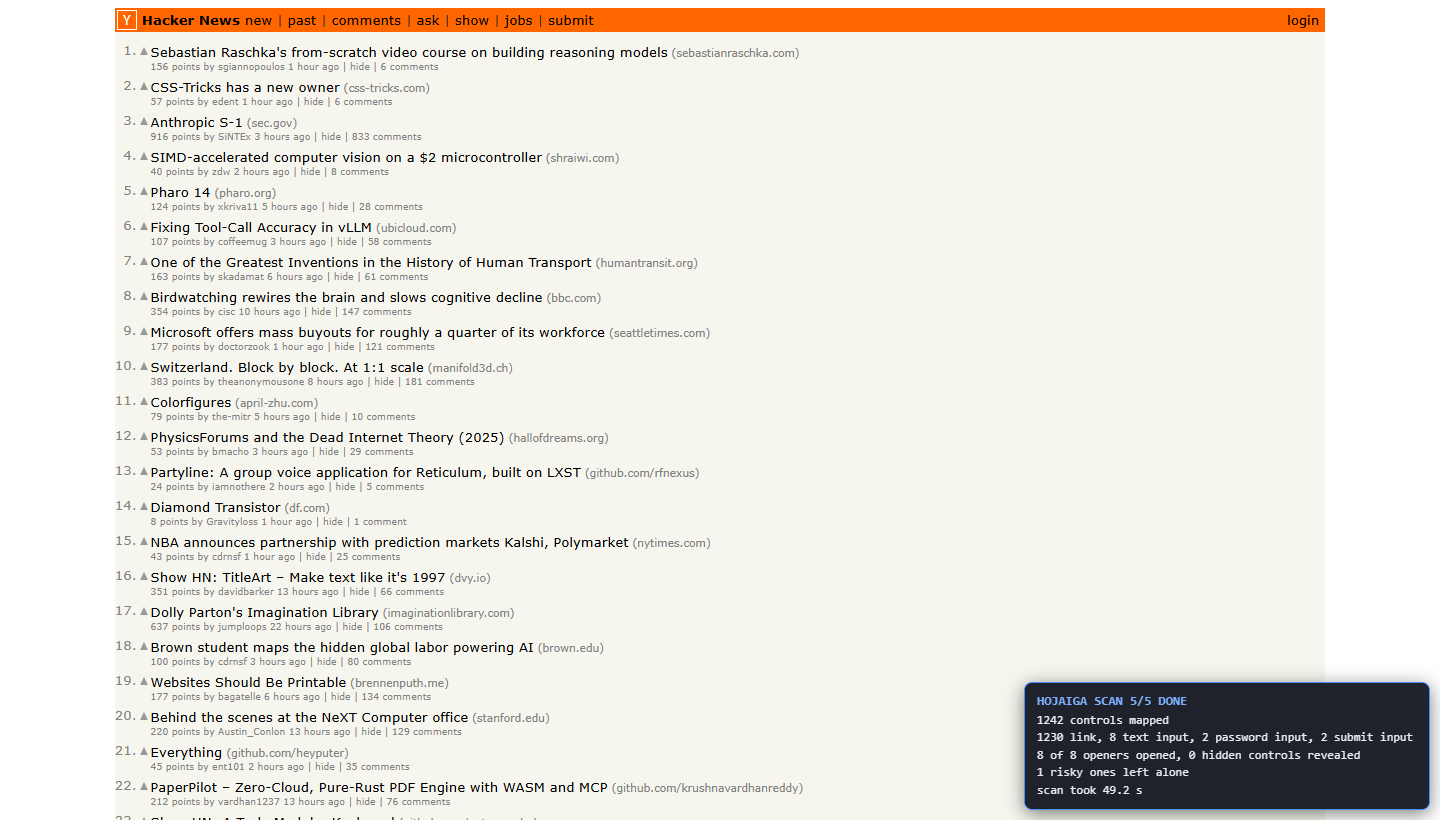 Y Hacker News new | past | comments | ask | show | jobs | submit login
1. ▲ Sebastian Raschka's from-scratch video course on building reasoning models (sebastianraschka.com)
156 points by sgiannopoulos 1 hour ago | hide | 6 comments
2. ▲ CSS-Tricks has a new owner (css-tricks.com)
57 points by edent 1 hour ago | hide | 6 comments
3. ▲ Anthropic S-1 (sec.gov)
916 points by SiNTEx 3 hours ago | hide | 833 comments
4. ▲ SIMD-accelerated computer vision on a $2 microcontroller (shraiwi.com)
40 points by zdw 2 hours ago | hide | 8 comments
5. ▲ Pharo 14 (pharo.org)
124 points by xkriva11 5 hours ago | hide | 28 comments
6. ▲ Fixing Tool-Call Accuracy in vLLM (ubicloud.com)
107 points by coffeemug 3 hours ago | hide | 58 comments
7. ▲ One of the Greatest Inventions in the History of Human Transport (humantransit.org)
163 points by skadamat 6 hours ago | hide | 61 comments
8. ▲ Birdwatching rewires the brain and slows cognitive decline (bbc.com)
354 points by cisc 10 hours ago | hide | 147 comments
9. ▲ Microsoft offers mass buyouts for roughly a quarter of its workforce (seattletimes.com)
177 points by doctorzook 1 hour ago | hide | 121 comments
10. ▲ Switzerland. Block by block. At 1:1 scale (manifold3d.ch)
383 points by theanonymousone 8 hours ago | hide | 181 comments
11. ▲ Colorfigures (april-zhu.com)
79 points by the-mitr 5 hours ago | hide | 10 comments
12. ▲ PhysicsForums and the Dead Internet Theory (2025) (hallofdreams.org)
53 points by bmacho 3 hours ago | hide | 29 comments
13. ▲ Partyline: A group voice application for Reticulum, built on LXST (github.com/rfnexus)
24 points by iamnothere 2 hours ago | hide | 5 comments
14. ▲ Diamond Transistor (df.com)
8 points by Gravityloss 1 hour ago | hide | 1 comment
15. ▲ NBA announces partnership with prediction markets Kalshi, Polymarket (nytimes.com)
43 points by cdrnsf 1 hour ago | hide | 25 comments
16. ▲ Show HN: TitleArt – Make text like it's 1997 (dvy.io)
351 points by davidbarker 13 hours ago | hide | 66 comments
17. ▲ Dolly Parton's Imagination Library (imaginationlibrary.com)
637 points by jumploops 22 hours ago | hide | 106 comments
18. ▲ Brown student maps the hidden global labor powering AI (brown.edu)
100 points by cdrnsf 3 hours ago | hide | 80 comments
19. ▲ Websites Should Be Printable (brennenputh.me)
177 points by bagatelle 6 hours ago | hide | 134 comments
20. ▲ Behind the scenes at the NeXT Computer office (stanford.edu)
220 points by Austin_Conlon 13 hours ago | hide | 129 comments
21. ▲ Everything (github.com/heyputer)
45 points by ent101 2 hours ago | hide | 35 comments
22. ▲ PaperPilot – Zero-Cloud, Pure-Rust PDF Engine with WASM and MCP (github.com/krushnavardhanreddy)
212 points by vardhan1237 13 hours ago | hide | 76 comments
HOJAIGA SCAN 5/5 DONE
1242 controls mapped
1230 link, 8 text input, 2 password input, 2 submit input
8 of 8 openers opened, 0 hidden controls revealed
1 risky ones left alone
scan took 49.2 s